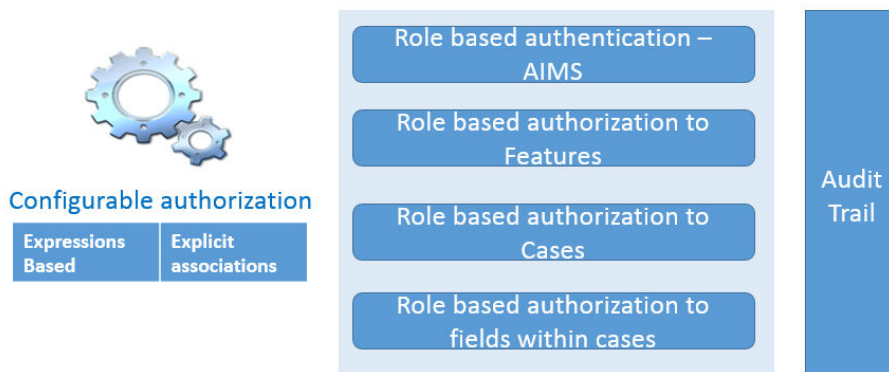 Configurable authorization
Expressions
Based
Explicit
associations
Role based authentication –
AIMS
Role based authorization to
Features
Role based authorization to
Cases
Role based authorization to
fields within cases
Audit
Trail